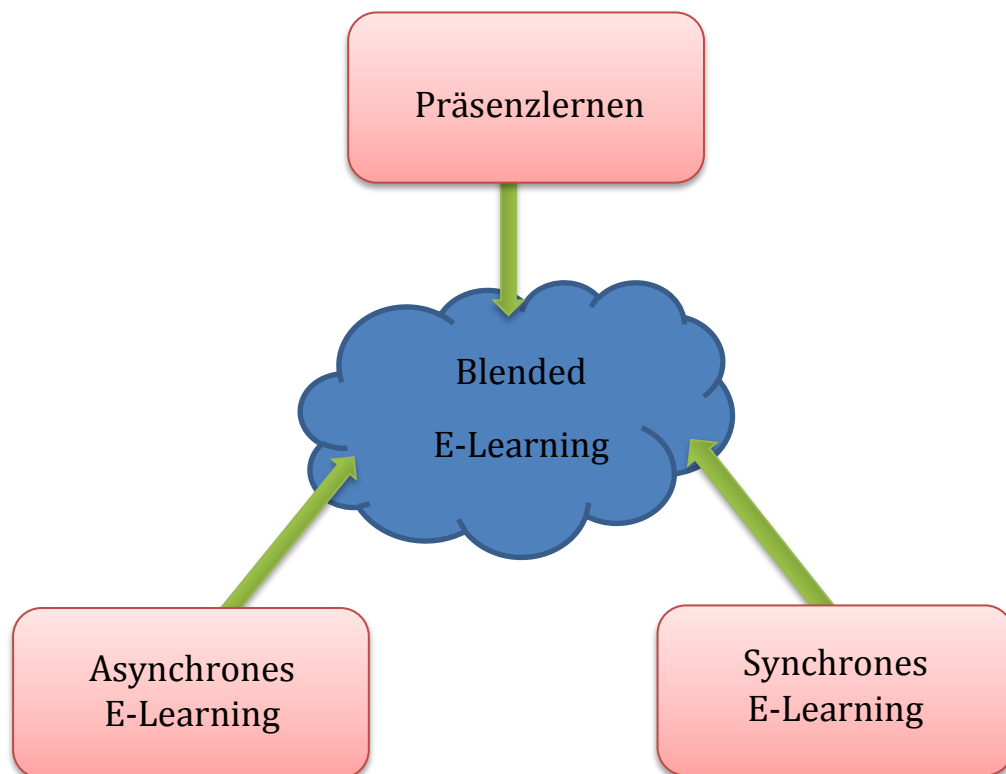 Präsenzlernen
Blended
E-Learning
Asynchrones
E-Learning
Synchrones
E-Learning